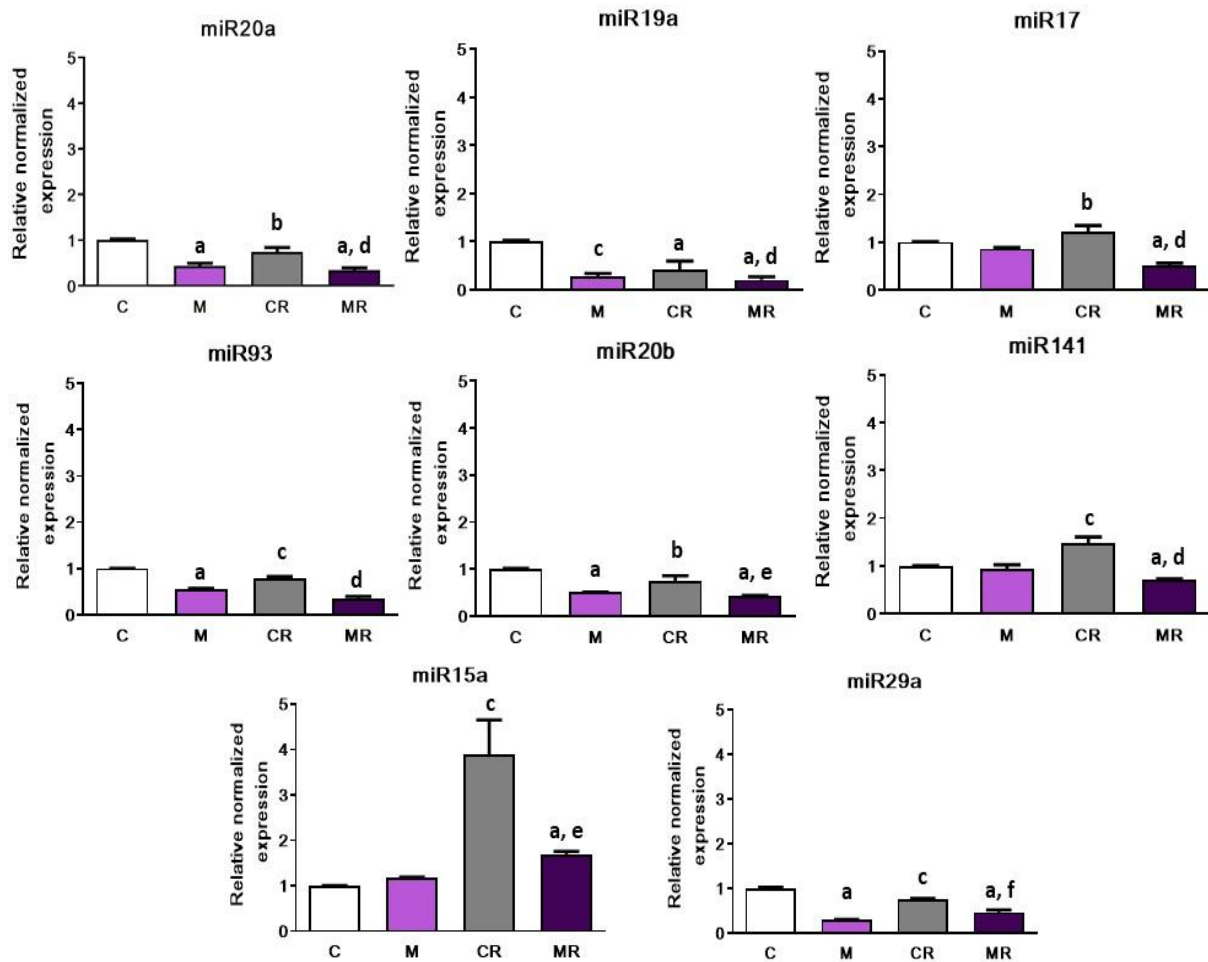 miR20a
Relative normalized
expression
5
4
3
2
1
0
a
b
a, d
C M CR MR
miR19a
Relative normalized
expression
5
4
3
2
1
0
c
a
a, d
C M CR MR
miR17
Relative normalized
expression
5
4
3
2
1
0
b
a, d
C M CR MR
miR93
Relative normalized
expression
5
4
3
2
1
0
a
c
d
C M CR MR
miR20b
Relative normalized
expression
5
4
3
2
1
0
a
b
a, e
C M CR MR
miR141
Relative normalized
expression
5
4
3
2
1
0
c
a, d
C M CR MR
miR15a
Relative normalized
expression
5
4
3
2
1
0
c
a, e
C M CR MR
miR29a
Relative normalized
expression
5
4
3
2
1
0
a
c
a, f
C M CR MR